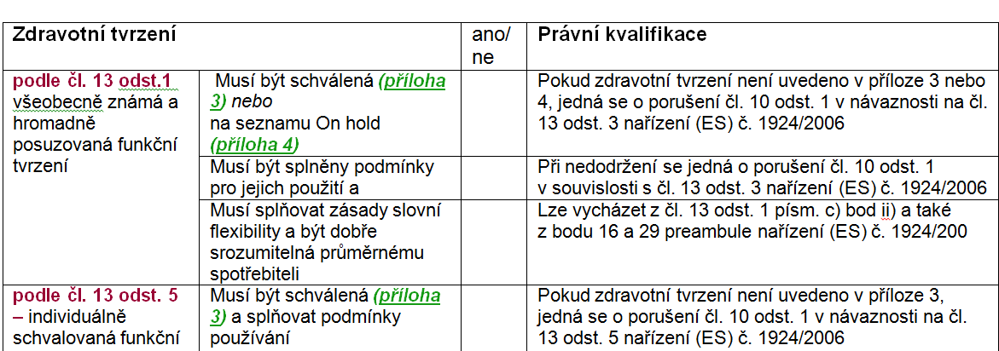 Zdravotní tvrzení
ano/
ne
Právní kvalifikace
podle čl. 13 odst.1
všeobecně známá a
hromadně
posuzovaná funkční
tvrzení
Musí být schválená (příloha
3) nebo
na seznamu On hold
(příloha 4)
Pokud zdravotní tvrzení není uvedeno v příloze 3 nebo
4, jedná se o porušení čl. 10 odst. 1 v návaznosti na čl.
13 odst. 3 nařízení (ES) č. 1924/2006
Musí být splněny podmínky
pro jejich použití a
Při nedodržení se jedná o porušení čl. 10 odst. 1
v souvislosti s čl. 13 odst. 3 nařízení (ES) č. 1924/2006
Musí splňovat zásady slovní
flexibility a být dobře
srozumitelná průměrnému
spotřebiteli
Lze vycházet z čl. 13 odst. 1 písm. c) bod ii) a také
z bodu 16 a 29 preambule nařízení (ES) č. 1924/200
podle čl. 13 odst. 5
– individuálně
schvalovaná funkční
Musí být schválená (příloha
3) a splňovat podmínky
používání
Pokud zdravotní tvrzení není uvedeno v příloze 3,
jedná se o porušení čl. 10 odst. 1 v návaznosti na čl.
13 odst. 5 nařízení (ES) č. 1924/2006